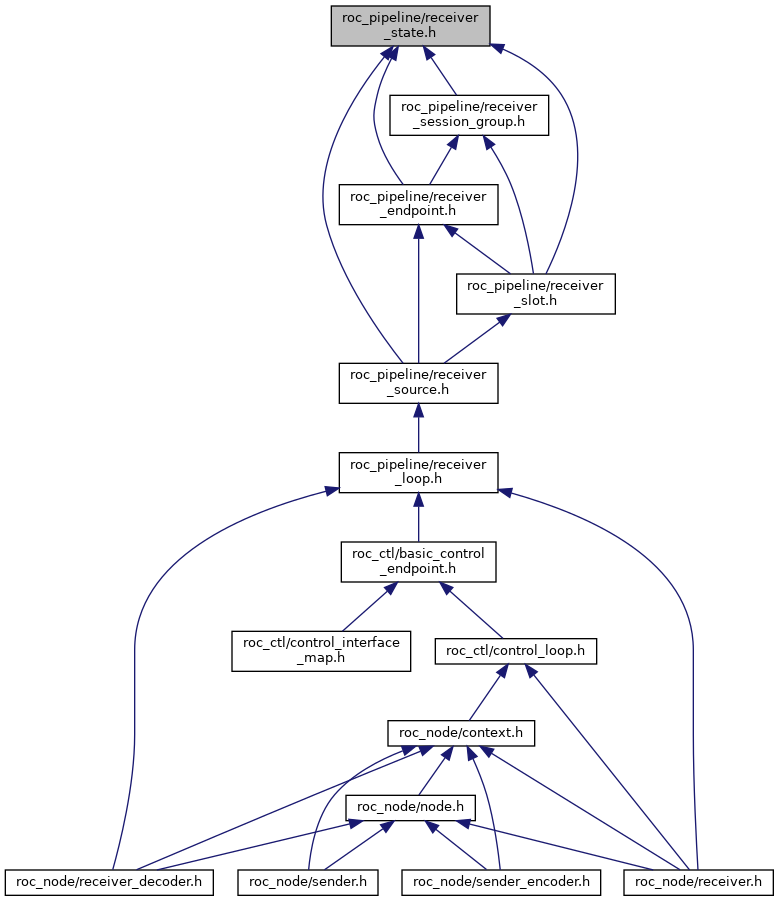 roc_pipeline/receiver
_state.h
roc_pipeline/receiver
_session_group.h
roc_pipeline/receiver
_endpoint.h
roc_pipeline/receiver
_slot.h
roc_pipeline/receiver
_source.h
roc_pipeline/receiver
_loop.h
roc_ctl/basic_control
_endpoint.h
roc_ctl/control_interface
_map.h
roc_ctl/control_loop.h
roc_node/context.h
roc_node/node.h
roc_node/receiver_decoder.h
roc_node/sender.h
roc_node/sender_encoder.h
roc_node/receiver.h